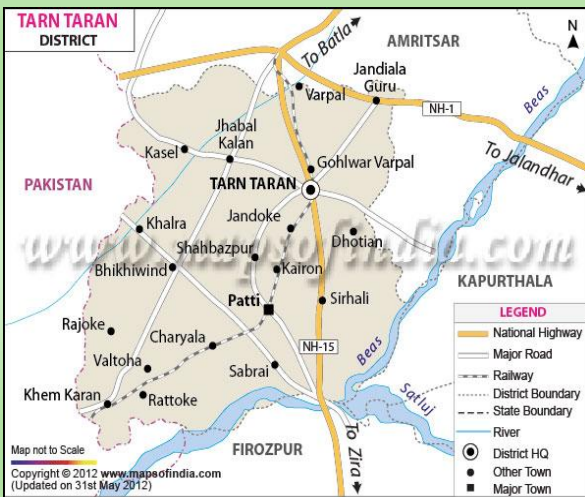 TARN TARAN
DISTRICT
To Batla
AMRITSAR
N
Jandiala
Guru
Varpal
NH-1
Beas
Jhabal
Kalan
Kasel
Gohlwar Varpal
To Jalandhar
TARN TARAN
PAKISTAN
Khalra
Jandoke
Dhotian
www.mapsofindia.com
Shahbazpur
Bhikhiwind
Kairon
KAPURTHALA
Patti
Sirhali
Rajoke
Charyala
NH-15
Beas
Valtoha
Sabrai
Satluj
Khem Karan
Rattoke
FIROZPUR
To Zira
LEGEND
National Highway
Major Road
Railway
District Boundary
State Boundary
River
District HQ
Other Town
Major Town
Map not to Scale
Copyright © 2012 www.mapsofindia.com
(Updated on 31st May 2012)